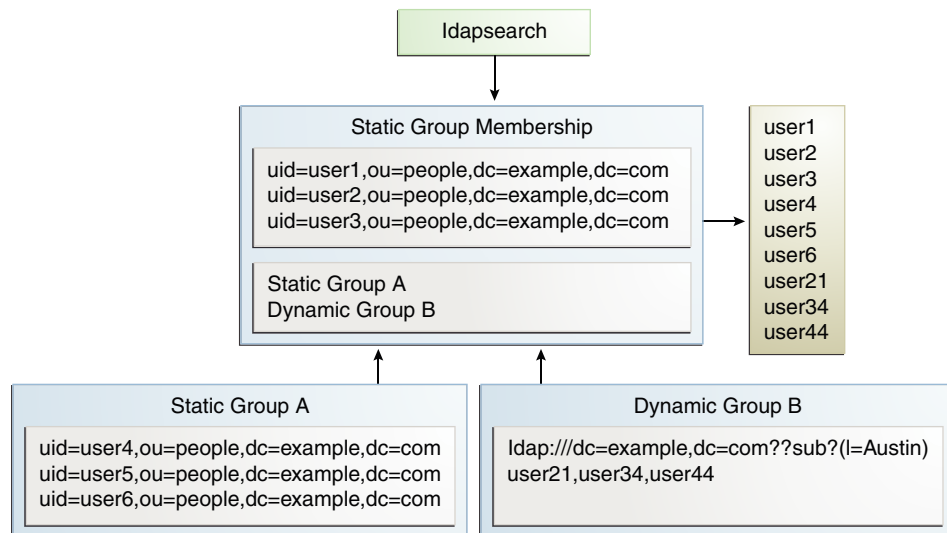 ldapsearch
Static Group Membership
uid=user1,ou=people,dc=example,dc=com
uid=user2,ou=people,dc=example,dc=com
uid=user3,ou=people,dc=example,dc=com
Static Group A
Dynamic Group B
user1
user2
user3
user4
user5
user6
user21
user34
user44
Static Group A
uid=user4,ou=people,dc=example,dc=com
uid=user5,ou=people,dc=example,dc=com
uid=user6,ou=people,dc=example,dc=com
Dynamic Group B
ldap:///dc=example,dc=com??sub?(l=Austin)
user21,user34,user44